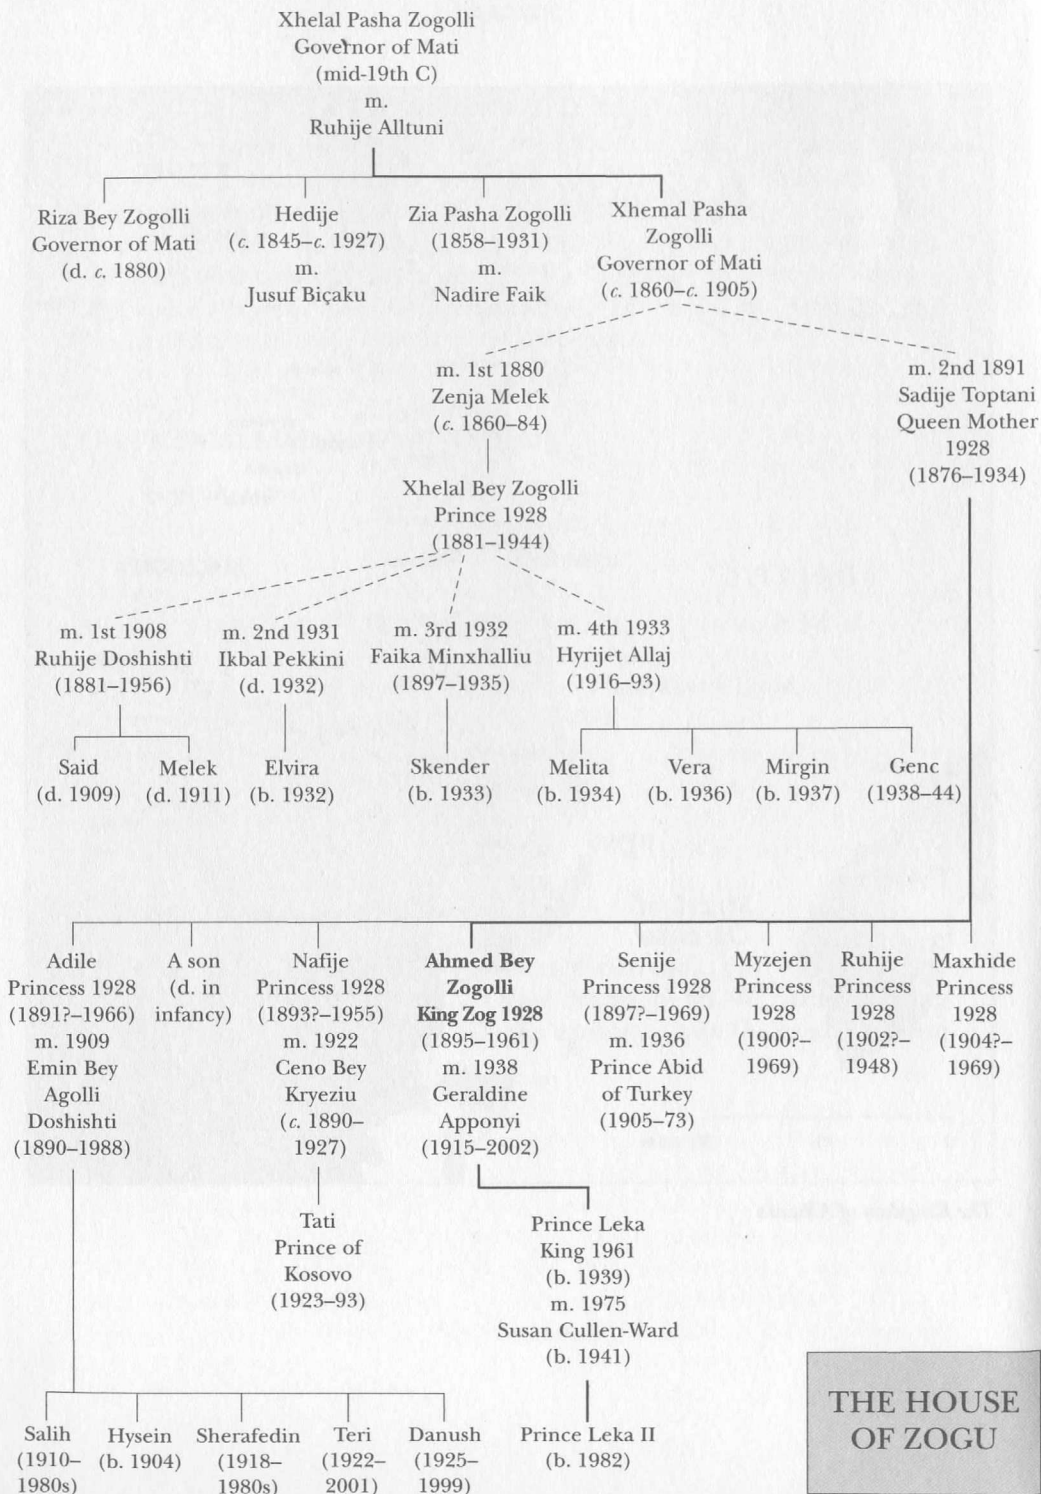 Xhelal Pasha Zogolli
Governor of Mati
(mid-19th C)
m.
Ruhije Alltuni
Riza Bey Zogolli
Governor of Mati
(d. c. 1880)
Hedije
(c. 1845–c. 1927)
m.
Jusuf Biçaku
Zia Pasha Zogolli
(1858–1931)
m.
Nadire Faik
Xhemal Pasha
Zogolli
Governor of Mati
(c. 1860–c. 1905)
m. 1st 1880
Zenja Melek
(c. 1860–84)
m. 2nd 1891
Sadije Toptani
Queen Mother
1928
(1876–1934)
Xhelal Bey Zogolli
Prince 1928
(1881–1944)
m. 1st 1908
Ruhije Doshishti
(1881–1956)
m. 2nd 1931
Ikbal Pekkini
(d. 1932)
m. 3rd 1932
Faika Minxhalliu
(1897–1935)
m. 4th 1933
Hyrijet Allaj
(1916–93)
Said
(d. 1909)
Melek
(d. 1911)
Elvira
(b. 1932)
Skender
(b. 1933)
Melita
(b. 1934)
Vera
(b. 1936)
Mirgin
(b. 1937)
Genc
(1938–44)
Adile
Princess 1928
(1891?–1966)
m. 1909
Emin Bey
Agolli
Doshishti
(1890–1988)
A son
(d. in
infancy)
Nafije
Princess 1928
(1893?–1955)
m. 1922
Ceno Bey
Kryeziu
(c. 1890–
1927)
Ahmed Bey
Zogolli
King Zog 1928
(1895–1961)
m. 1938
Geraldine
Apponyi
(1915–2002)
Senije
Princess 1928
(1897?–1969)
m. 1936
Prince Abid
of Turkey
(1905–73)
Myzejen
Princess
1928
(1900?–
1969)
Ruhije
Princess
1928
(1902?–
1948)
Maxhide
Princess
1928
(1904?–
1969)
Tati
Prince of
Kosovo
(1923–93)
Prince Leka
King 1961
(b. 1939)
m. 1975
Susan Cullen-Ward
(b. 1941)
Salih
(1910–
1980s)
Hysein
(b. 1904)
Sherafedin
(1918–
1980s)
Teri
(1922–
2001)
Danush
(1925–
1999)
Prince Leka II
(b. 1982)
THE HOUSE
OF ZOGU